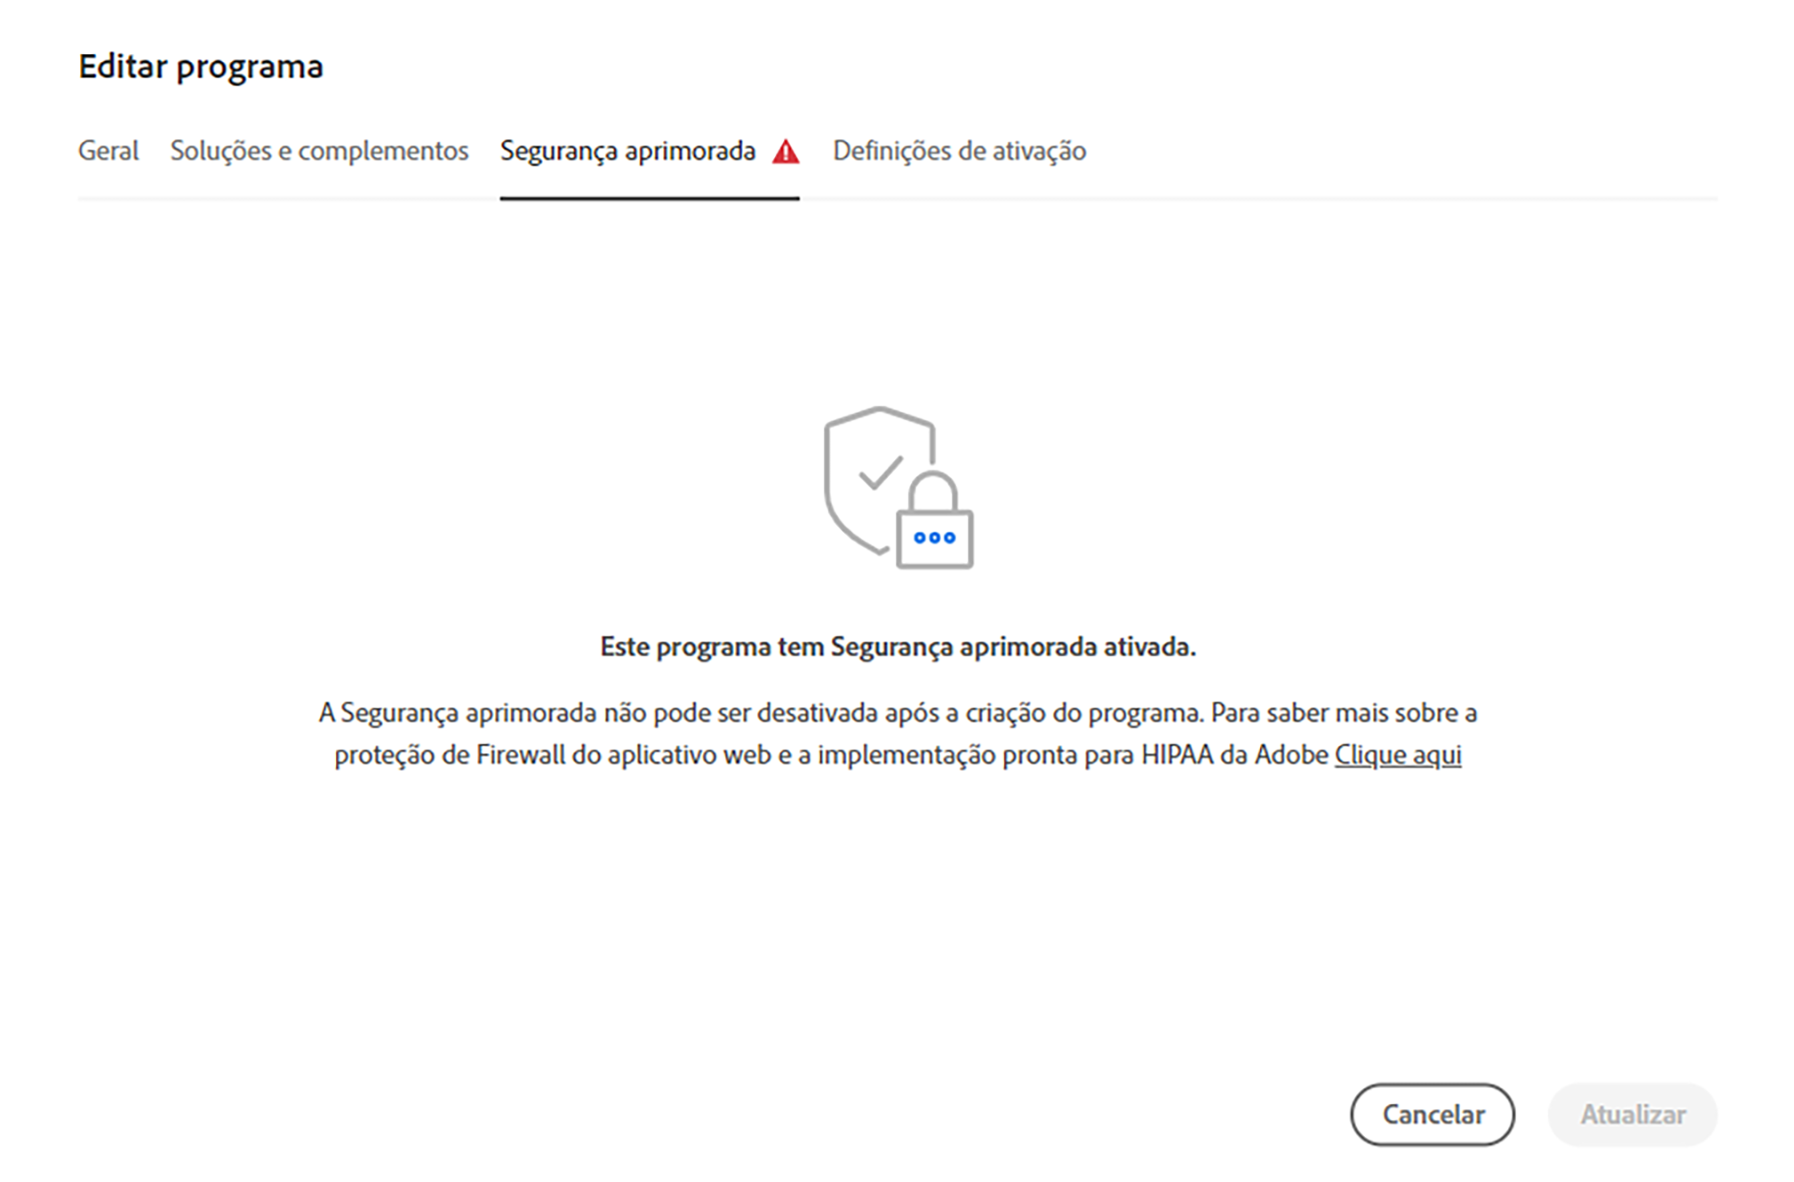 Editar programa
Geral Soluções e complementos Segurança aprimorada Definições de ativação
Este programa tem Segurança aprimorada ativada.
A Segurança aprimorada não pode ser desativada após a criação do programa. Para saber mais sobre a
proteção de Firewall do aplicativo web e a implementação pronta para HIPAA da Adobe Clique aqui
Cancelar Atualizar